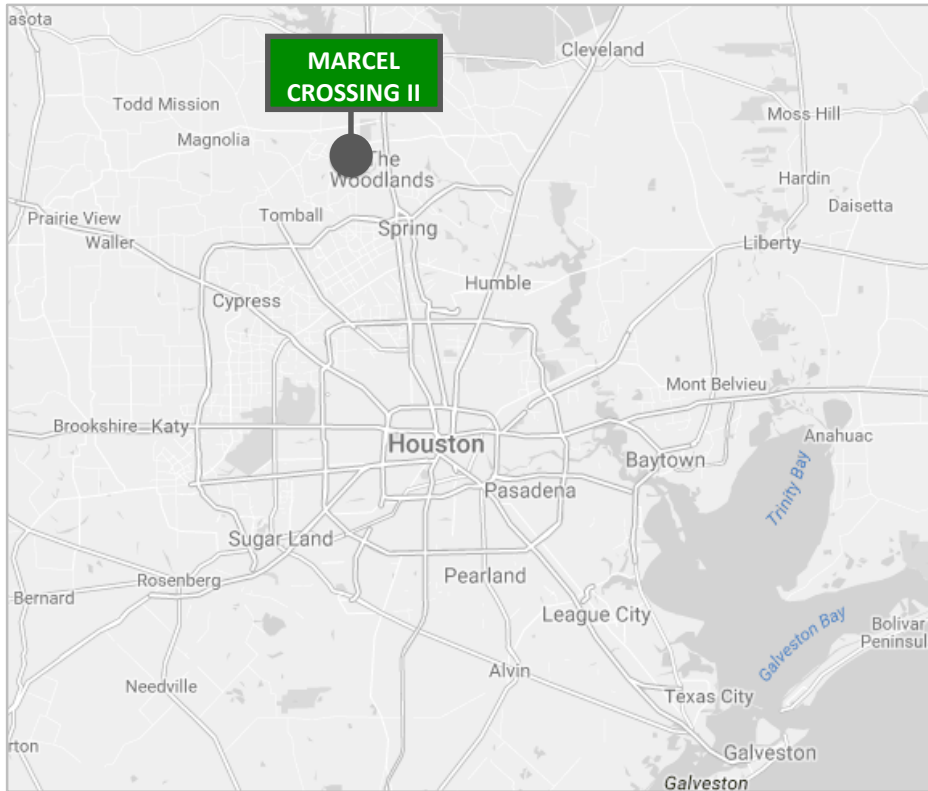 asota
MARCEL
CROSSING II
Cleveland
Todd Mission
Moss Hill
Magnolia
The
Woodlands
Hardin
Daisetta
Prairie View
Tomball
Spring
Waller
Liberty
Humble
Cypress
Mont Belvieu
Brookshire
Katy
Houston
Anahuac
Baytown
Pasadena
Trinity Bay
Sugar Land
Rosenberg
Pearland
Bernard
League City
Galveston Bay
Bolivar
Peninsul
Alvin
Needville
Texas City
rton
Galveston
Galveston